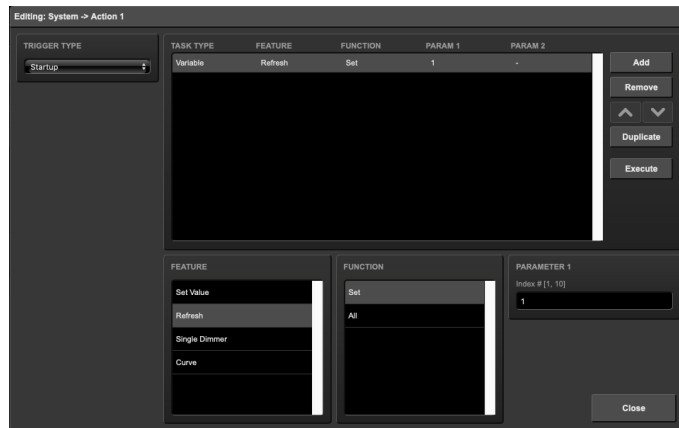 Editing: System -> Action 1
TRIGGER TYPE
Startup
TASK TYPE FEATURE FUNCTION PARAM 1 PARAM 2
Variable Refresh Set 1 -
Add
Remove
Duplicate
Execute
FEATURE
Set Value
Refresh
Single Dimmer
Curve
FUNCTION
Set
All
PARAMETER 1
Index # [1, 10]
1
Close